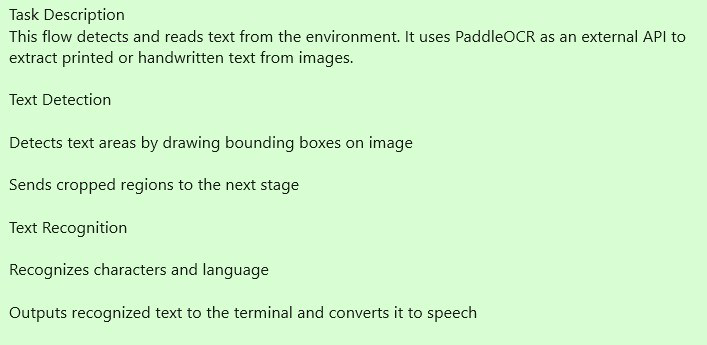 Task Description
This flow detects and reads text from the environment. It uses PaddleOCR as an external API to
extract printed or handwritten text from images.
Text Detection
Detects text areas by drawing bounding boxes on image
Sends cropped regions to the next stage
Text Recognition
Recognizes characters and language
Outputs recognized text to the terminal and converts it to speech